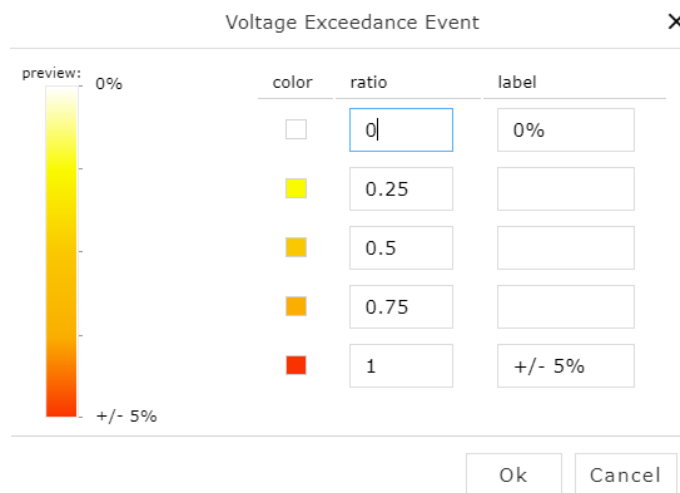 Voltage Exceedance Event ×
preview:
0%
+/- 5%
color ratio label
0 0%
0.25
0.5
0.75
1 +/- 5%
Ok Cancel